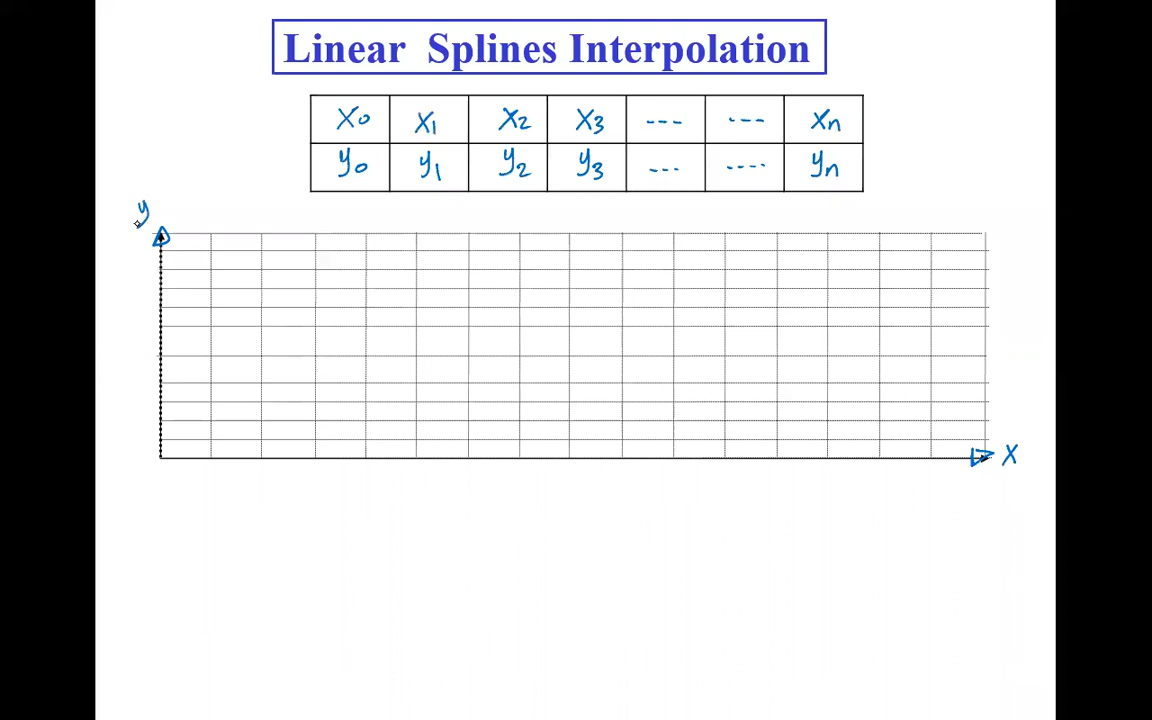 Linear Splines Interpolation
x0 x1 x2 x3 --- --- xn
y0 y1 y2 y3 --- ---- yn
y
x